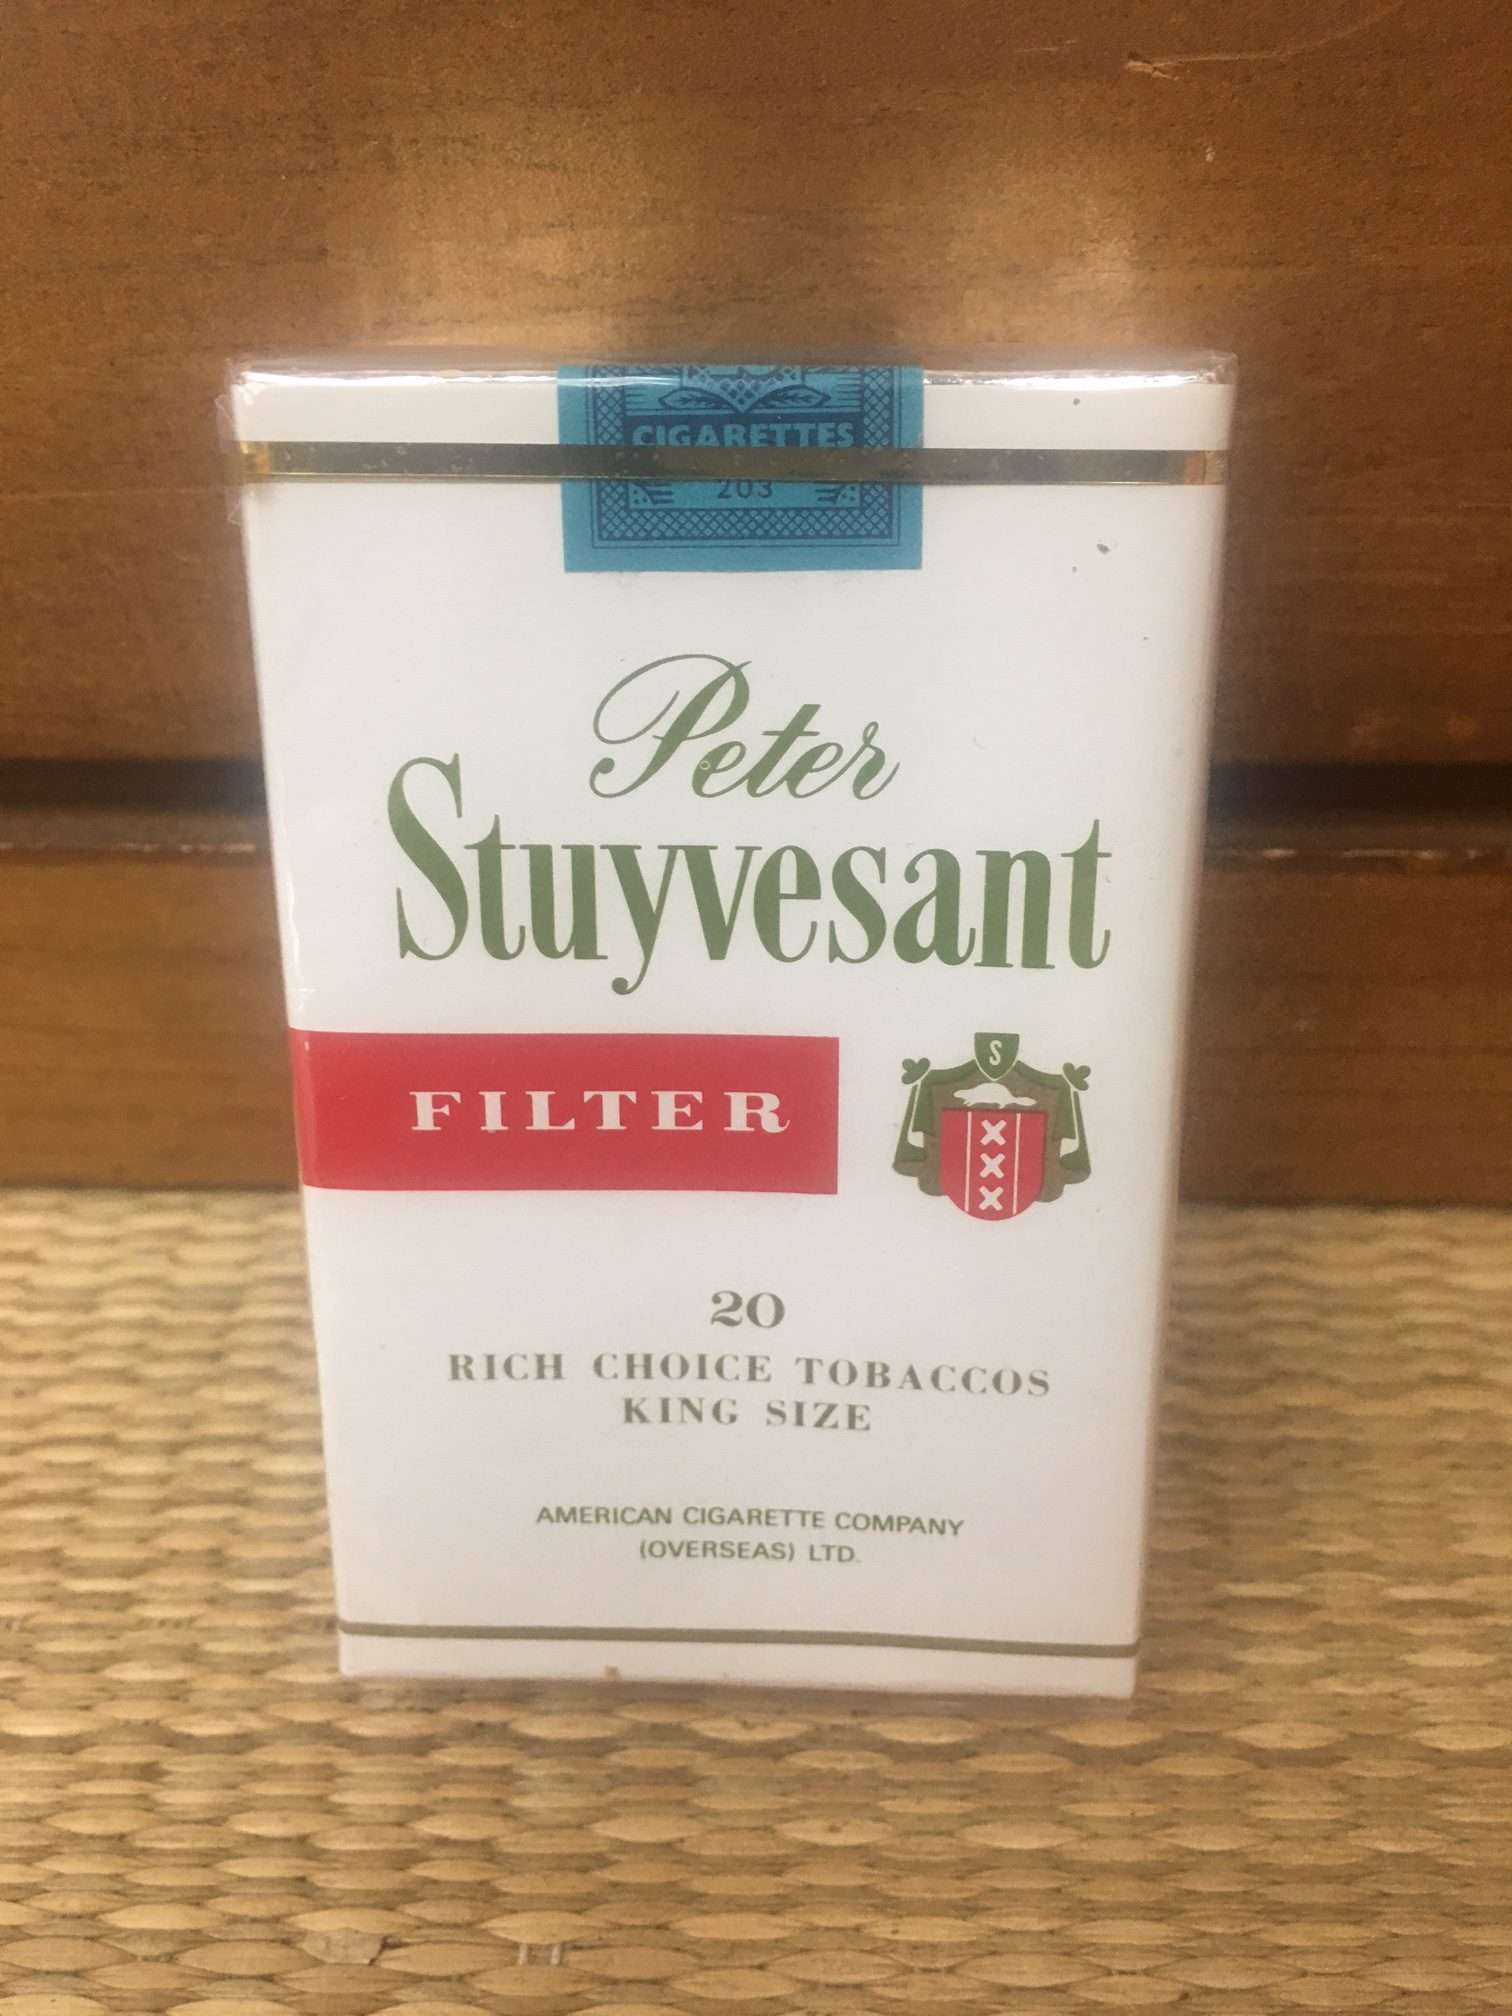 CIGARETTES
203
Peter
Stuyvesant
FILTER
S
X
X
X
20
RICH CHOICE TOBACCOS
KING SIZE
AMERICAN CIGARETTE COMPANY
(OVERSEAS) LTD.